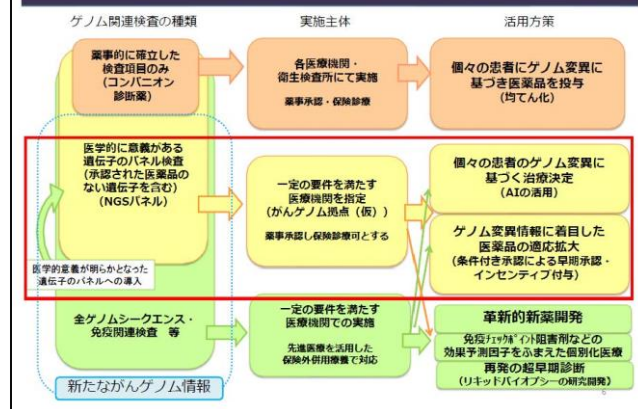 ゲノム関連検査の種類
実施主体
活用方策
薬事的に確立した
検査項目のみ
(コンパニオン
診断薬)
各医療機関・
衛生検査所にて実施
薬事承認・保険診療
個々の患者にゲノム変異に
基づき医薬品を投与
(均てん化)
医学的に意義がある
遺伝子のパネル検査
(承認された医薬品の
ない遺伝子を含む)
(NGSパネル)
一定の要件を満たす
医療機関を指定
(がんゲノム拠点(仮))
薬事承認し保険診療可とする
個々の患者のゲノム変異に
基づく治療決定
(AIの活用)
ゲノム変異情報に着目した
医薬品の適応拡大
(条件付き承認による早期承認・
インセンティブ付与)
医学的意義が明らかとなった
遺伝子のパネルへの導入
全ゲノムシークエンス・
免疫関連検査 等
一定の要件を満たす
医療機関での実施
先進医療を活用した
保険外併用療養で対応
革新的新薬開発
免疫チェックポイント阻害剤などの
効果予測因子をふまえた個別化医療
再発の超早期診断
(リキッドバイオプシーの研究開発)
新たながんゲノム情報
6